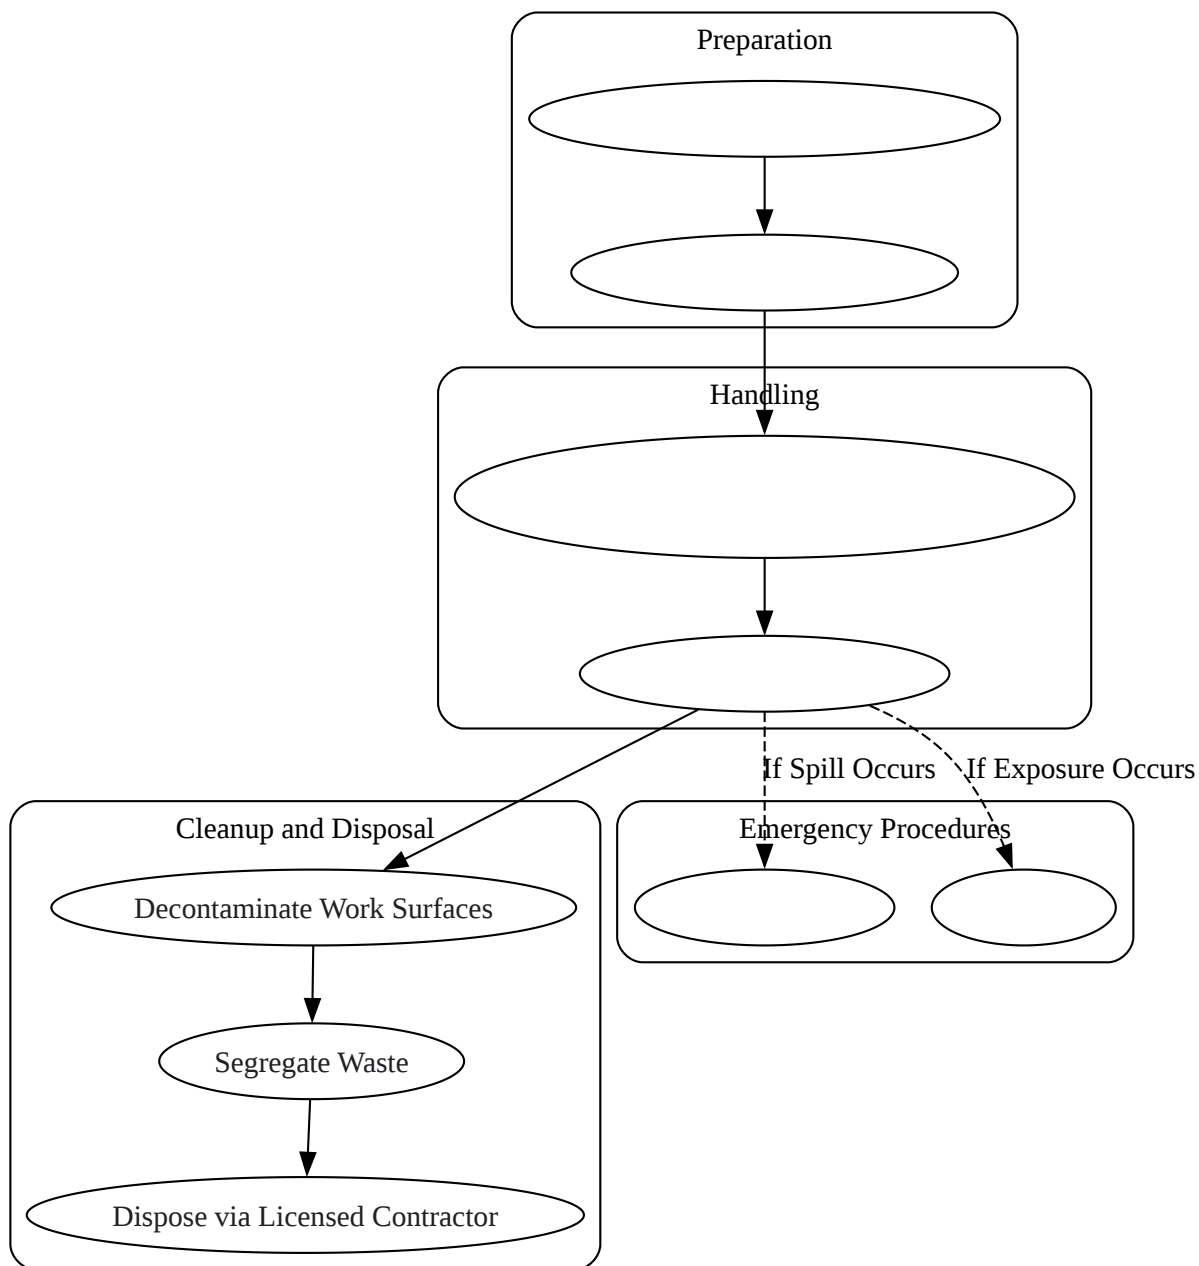 Preparation
Handling
If Spill Occurs
If Exposure Occurs
Cleanup and Disposal
Emergency Procedures
Decontaminate Work Surfaces
Segregate Waste
Dispose via Licensed Contractor